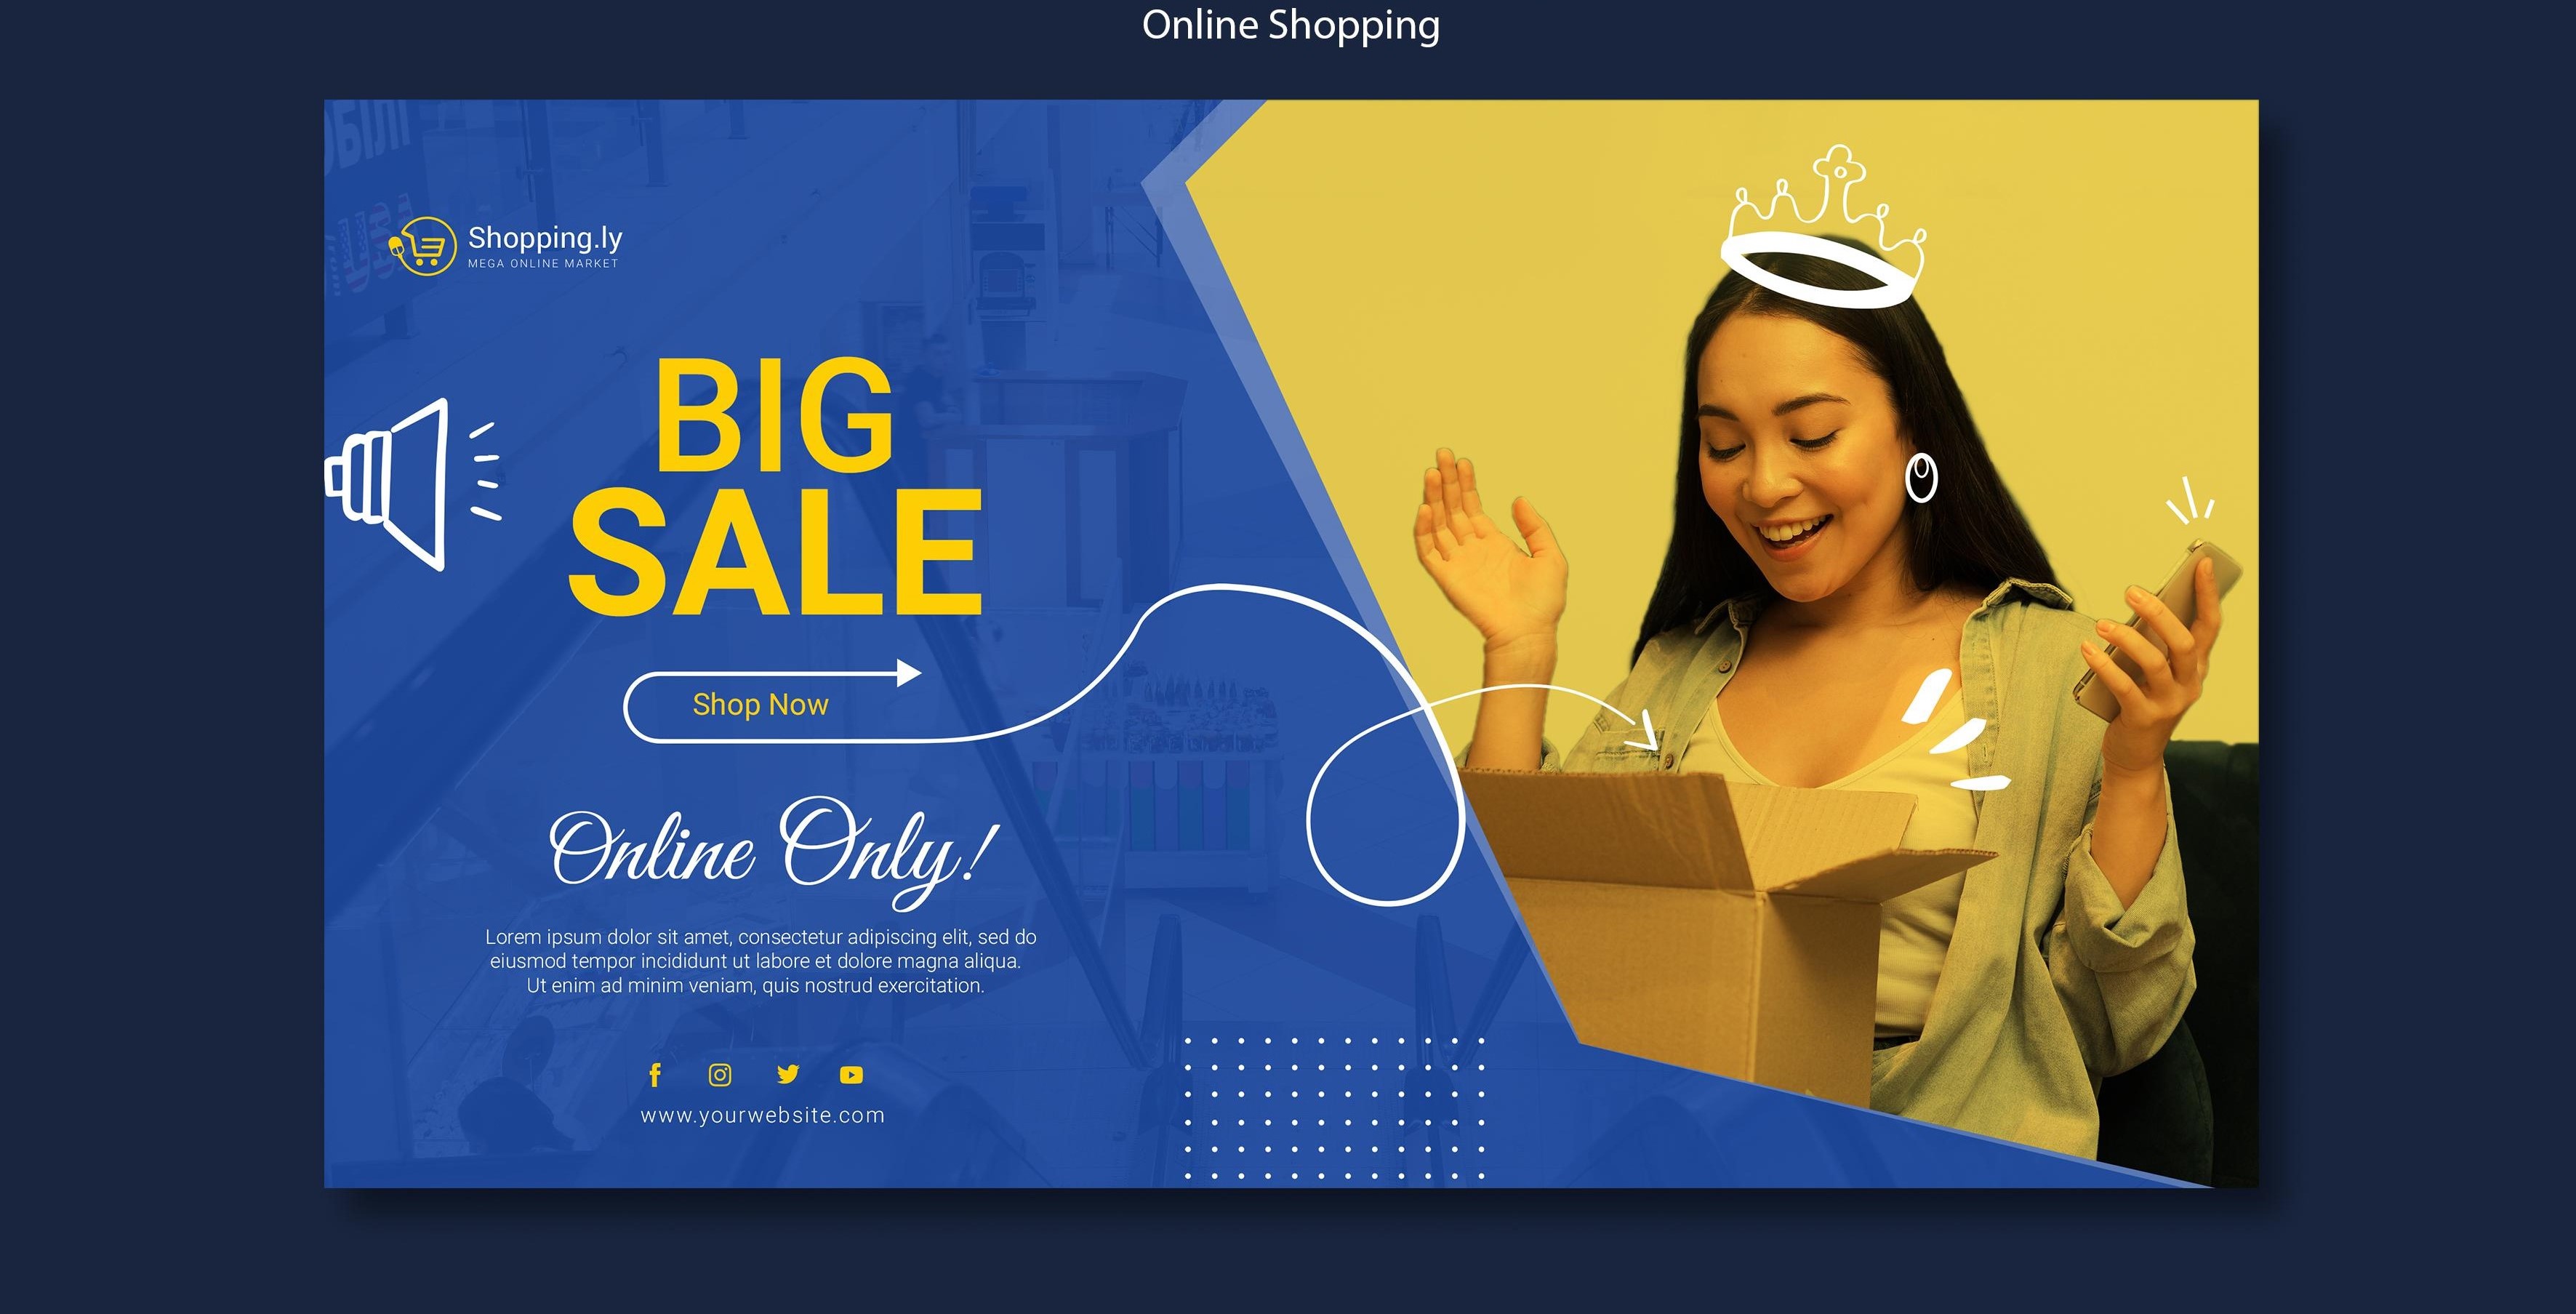 Online Shopping
Shopping.ly
MEGA ONLINE MARKET
BIG
SALE
Shop Now
Online Only!
Lorem ipsum dolor sit amet, consectetur adipiscing elit, sed do
eiusmod tempor incididunt ut labore et dolore magna aliqua.
Ut enim ad minim veniam, quis nostrud exercitation.
www.yourwebsite.com